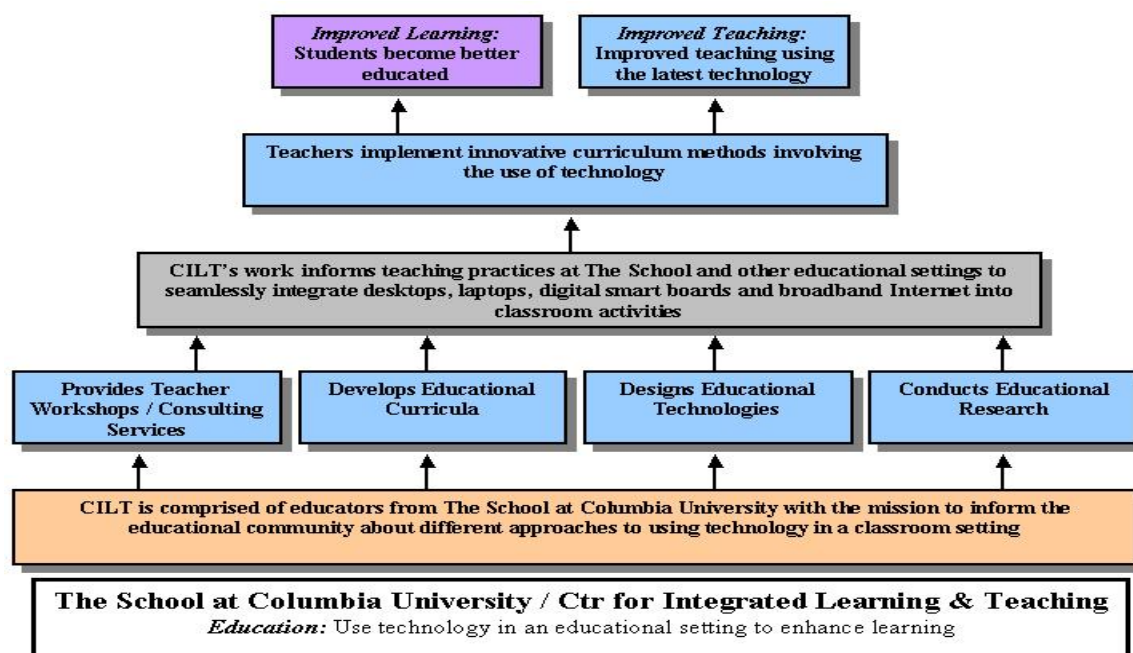 Improved Learning:
Students become better
educated
Improved Teaching:
Improved teaching using
the latest technology
Teachers implement innovative curriculum methods involving
the use of technology
CILT's work informs teaching practices at The School and other educational settings to
seamlessly integrate desktops, laptops, digital smart boards and broadband Internet into
classroom activities
Provides Teacher
Workshops / Consulting
Services
Develops Educational
Curricula
Designs Educational
Technologies
Conducts Educational
Research
CILT is comprised of educators from The School at Columbia University with the mission to inform the
educational community about different approaches to using technology in a classroom setting
The School at Columbia University / Ctr for Integrated Learning & Teaching
Education: Use technology in an educational setting to enhance learning